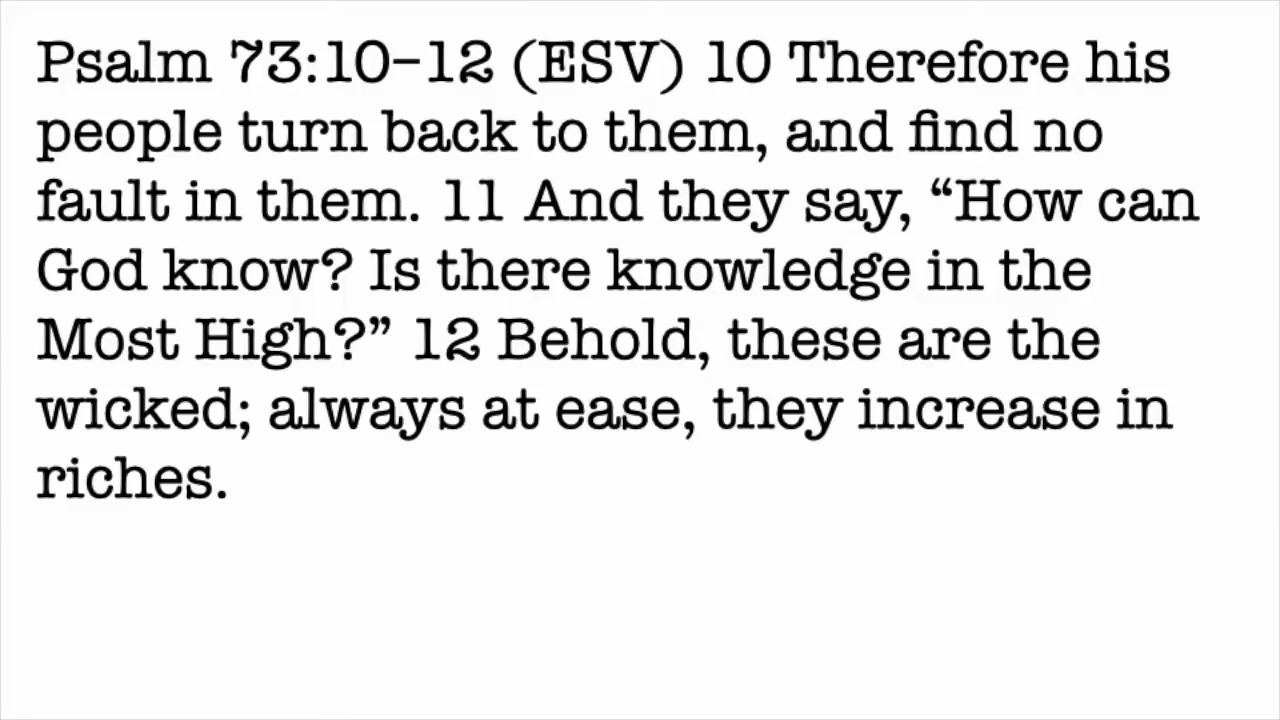 Psalm 73:10–12 (ESV) 10 Therefore his
people turn back to them, and find no
fault in them. 11 And they say, “How can
God know? Is there knowledge in the
Most High?” 12 Behold, these are the
wicked; always at ease, they increase in
riches.